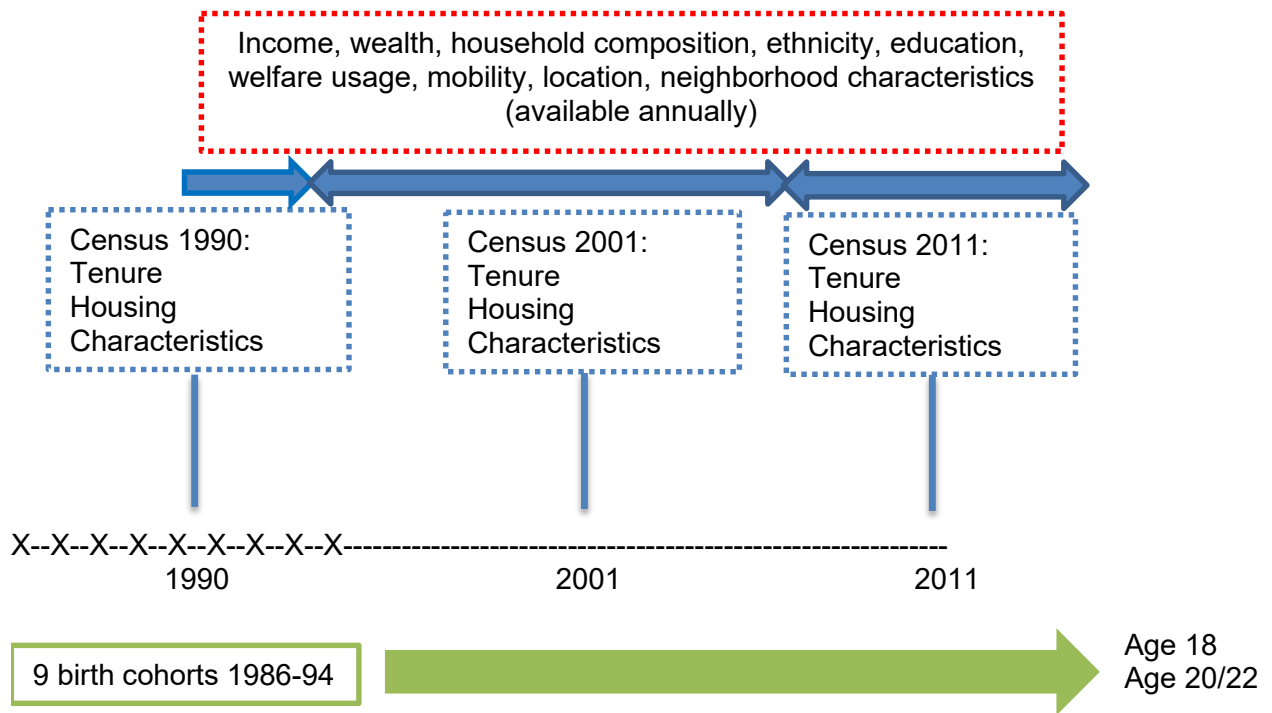 Income, wealth, household composition, ethnicity, education,
welfare usage, mobility, location, neighborhood characteristics
(available annually)
Census 1990:
Tenure
Housing
Characteristics
Census 2001:
Tenure
Housing
Characteristics
Census 2011:
Tenure
Housing
Characteristics
X--X--X--X--X--X--X--X--X--------------------------------------------------------------------------
1990 2001 2011
9 birth cohorts 1986-94
Age 18
Age 20/22